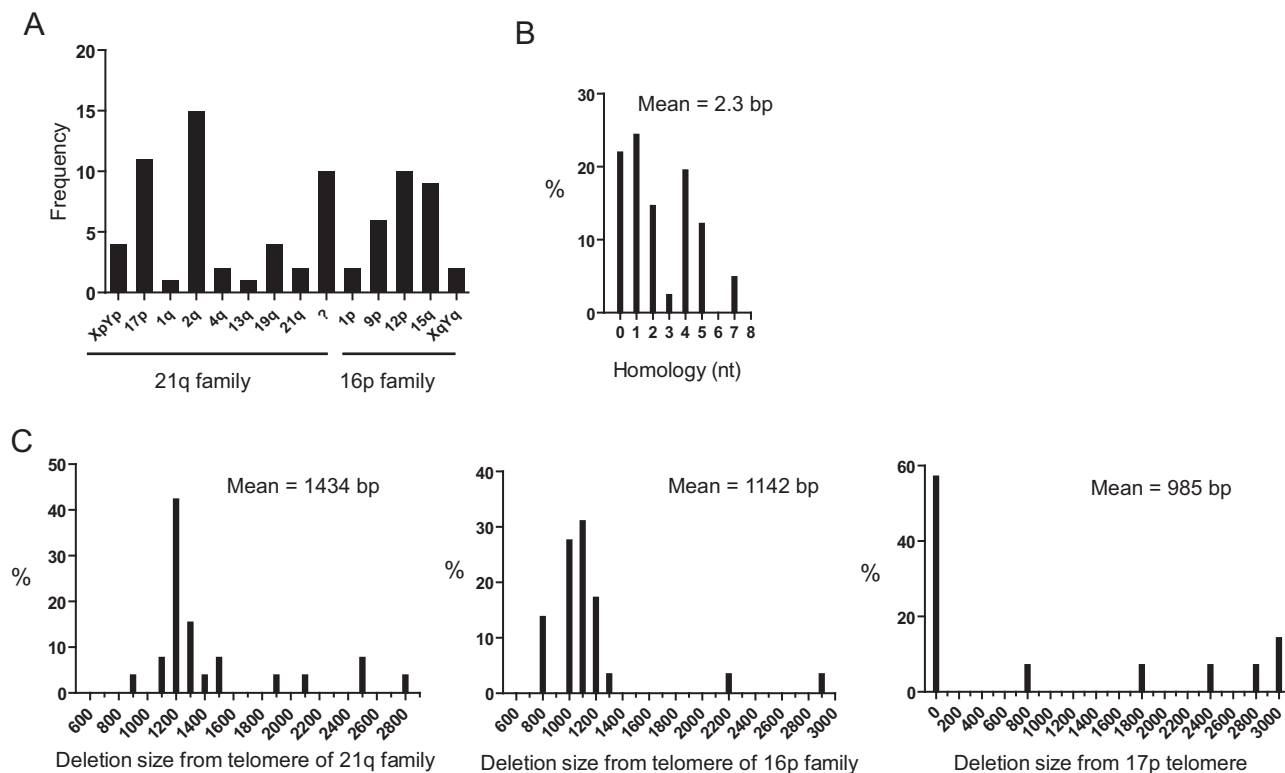 A
20
15
10
5
0
Frequency
XpYp 17p 1q 2q 4q 13q 19q 21q ? 1p 9p 12p 15q XqYq
21q family 16p family
B
30
20
10
0
%
Mean = 2.3 bp
0 1 2 3 4 5 6 7 8
Homology (nt)
C
50
40
30
20
10
0
%
Mean = 1434 bp
600 800 1000 1200 1400 1600 1800 2000 2200 2400 2600 2800
Deletion size from telomere of 21q family
40
30
20
10
0
%
Mean = 1142 bp
600 800 1000 1200 1400 1600 1800 2000 2200 2400 2600 2800 3000
Deletion size from telomere of 16p family
60
40
20
0
%
Mean = 985 bp
0 200 400 600 800 1000 1200 1400 1600 1800 2000 2200 2400 2600 2800 3000
Deletion size from 17p telomere